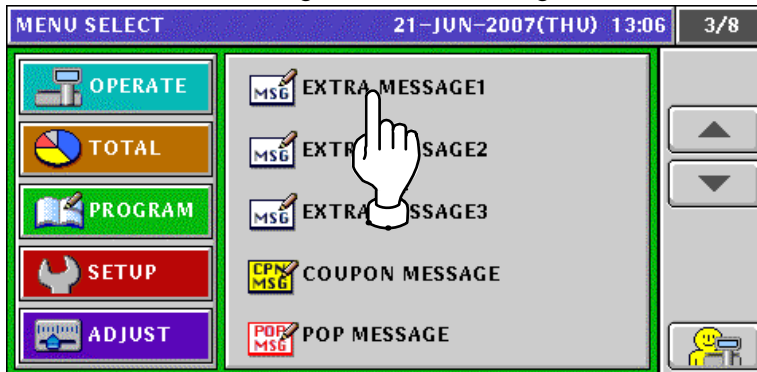 MENU SELECT 21-JUN-2007(THU) 13:06 3/8
OPERATE
TOTAL
PROGRAM
SETUP
ADJUST
MSG EXTRA MESSAGE1
MSG EXTR SAGE2
MSG EXTRA SSAGE3
CPN MSG COUPON MESSAGE
POP MSG POP MESSAGE